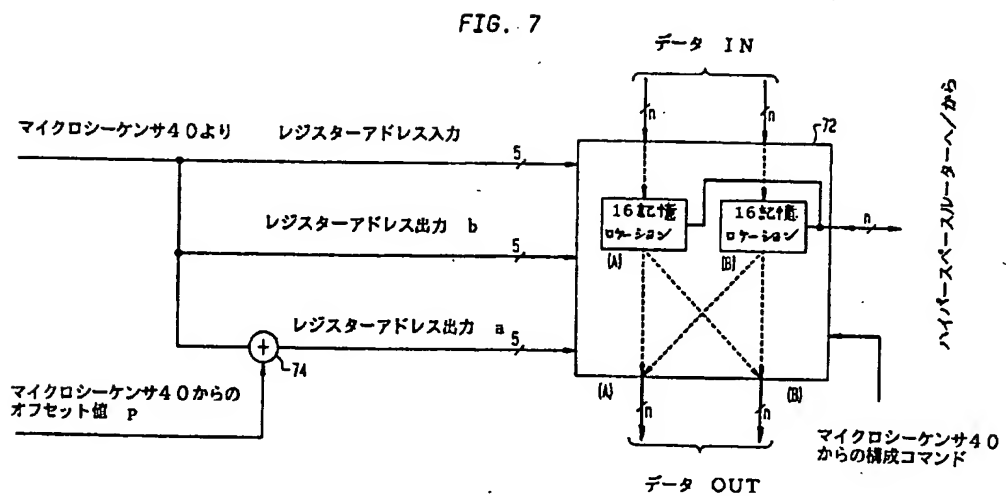 FIG. 7
データ IN
n
n
マイクロシーケンサ40より
レジスターアドレス入力
5
72
16記憶
ロケーション
(A)
16記憶
ロケーション
(B)
n
ハイパースペースルーターへ/から
レジスターアドレス出力 b
5
レジスターアドレス出力 a
5
+
74
マイクロシーケンサ40からの
オフセット値 P
(A)
(B)
n
n
マイクロシーケンサ40
からの構成コマンド
データ OUT